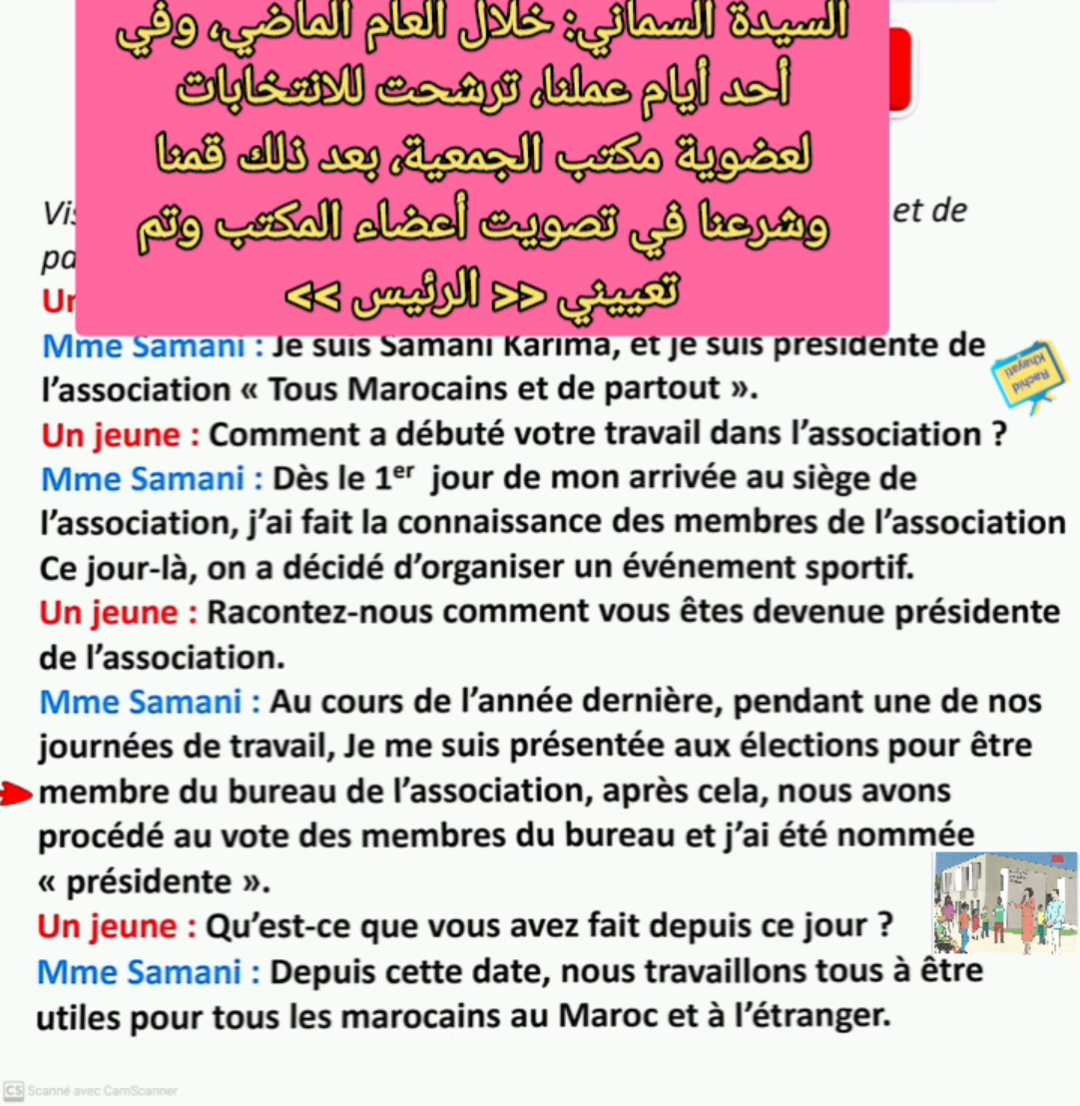 السيدة السماني: خلال العام الماضي، وفي
أحد أيام عملنا، ترشحت للانتخابات
لعضوية مكتب الجمعية، بعد ذلك قمنا
وشرعنا في تصويت أعضاء المكتب وتم
تعييني << الرئيس >>
et de
Mme Samani : Je suis Samani Karima, et je suis présidente de
l'association « Tous Marocains et de partout ».
Rachid
Khayati
Un jeune : Comment a débuté votre travail dans l'association ?
Mme Samani : Dès le 1er jour de mon arrivée au siège de
l'association, j'ai fait la connaissance des membres de l'association
Ce jour-là, on a décidé d'organiser un événement sportif.
Un jeune : Racontez-nous comment vous êtes devenue présidente
de l'association.
Mme Samani : Au cours de l'année dernière, pendant une de nos
journées de travail, Je me suis présentée aux élections pour être
membre du bureau de l'association, après cela, nous avons
procédé au vote des membres du bureau et j'ai été nommée
« présidente ».
Un jeune : Qu'est-ce que vous avez fait depuis ce jour ?
Mme Samani : Depuis cette date, nous travaillons tous à être
utiles pour tous les marocains au Maroc et à l'étranger.
CS Scanné avec CamScanner